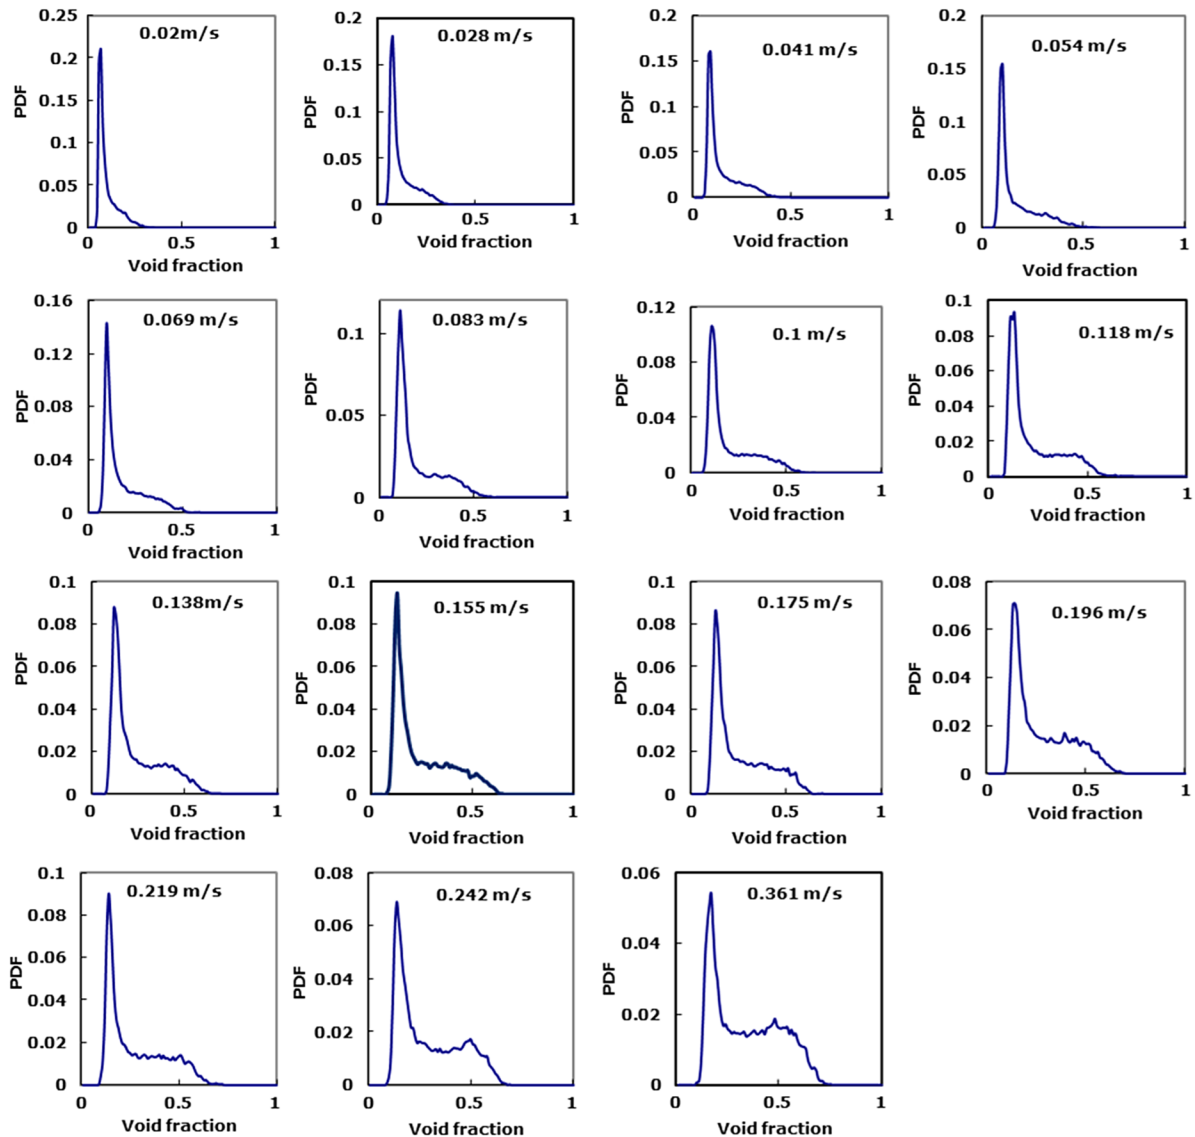 0.25
0.2
0.15
0.1
0.05
0
PDF
0.02m/s
0
0.5
1
Void fraction
0.2
0.15
0.1
0.05
0
PDF
0.028 m/s
0
0.5
1
Void fraction
0.2
0.15
0.1
0.05
0
PDF
0.041 m/s
0
0.5
1
Void fraction
0.2
0.15
0.1
0.05
0
PDF
0.054 m/s
0
0.5
1
Void fraction
0.16
0.12
0.08
0.04
0
PDF
0.069 m/s
0
0.5
1
Void fraction
0.1
0.05
0
PDF
0.083 m/s
0
0.5
1
Void fraction
0.12
0.08
0.04
0
PDF
0.1 m/s
0
0.5
1
Void fraction
0.1
0.08
0.06
0.04
0.02
0
PDF
0.118 m/s
0
0.5
1
Void fraction
0.1
0.08
0.06
0.04
0.02
0
PDF
0.138m/s
0
0.5
1
Void fraction
0.1
0.08
0.06
0.04
0.02
0
PDF
0.155 m/s
0
0.5
1
Void fraction
0.1
0.08
0.06
0.04
0.02
0
PDF
0.175 m/s
0
0.5
1
Void fraction
0.08
0.06
0.04
0.02
0
PDF
0.196 m/s
0
0.5
1
Void fraction
0.1
0.08
0.06
0.04
0.02
0
PDF
0.219 m/s
0
0.5
1
Void fraction
0.08
0.06
0.04
0.02
0
PDF
0.242 m/s
0
0.5
1
Void fraction
0.06
0.04
0.02
0
PDF
0.361 m/s
0
0.5
1
Void fraction